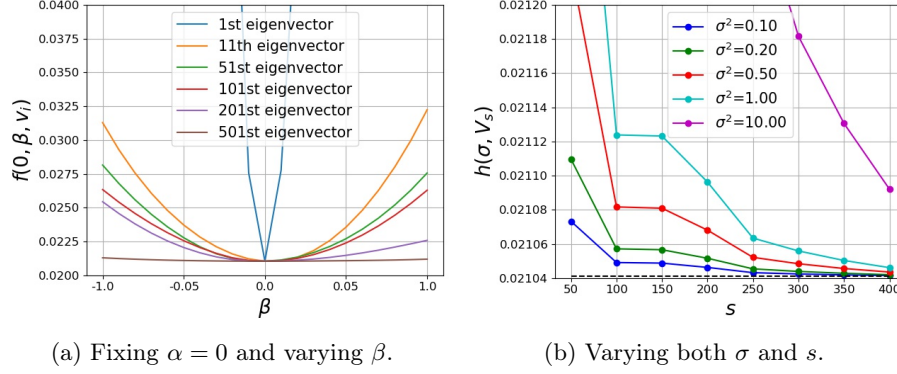 0.0400
0.0375
0.0350
0.0325
0.0300
0.0275
0.0250
0.0225
0.0200
f(0, β, v_i)
1st eigenvector
11th eigenvector
51st eigenvector
101st eigenvector
201st eigenvector
501st eigenvector
-1.0 -0.05 0.0 0.05 1.0
β
0.02120
0.02118
0.02116
0.02114
0.02112
0.02110
0.02108
0.02106
0.02104
h(σ, V_s)
σ²=0.10
σ²=0.20
σ²=0.50
σ²=1.00
σ²=10.00
50 100 150 200 250 300 350 400
s
(a) Fixing α = 0 and varying β.
(b) Varying both σ and s.